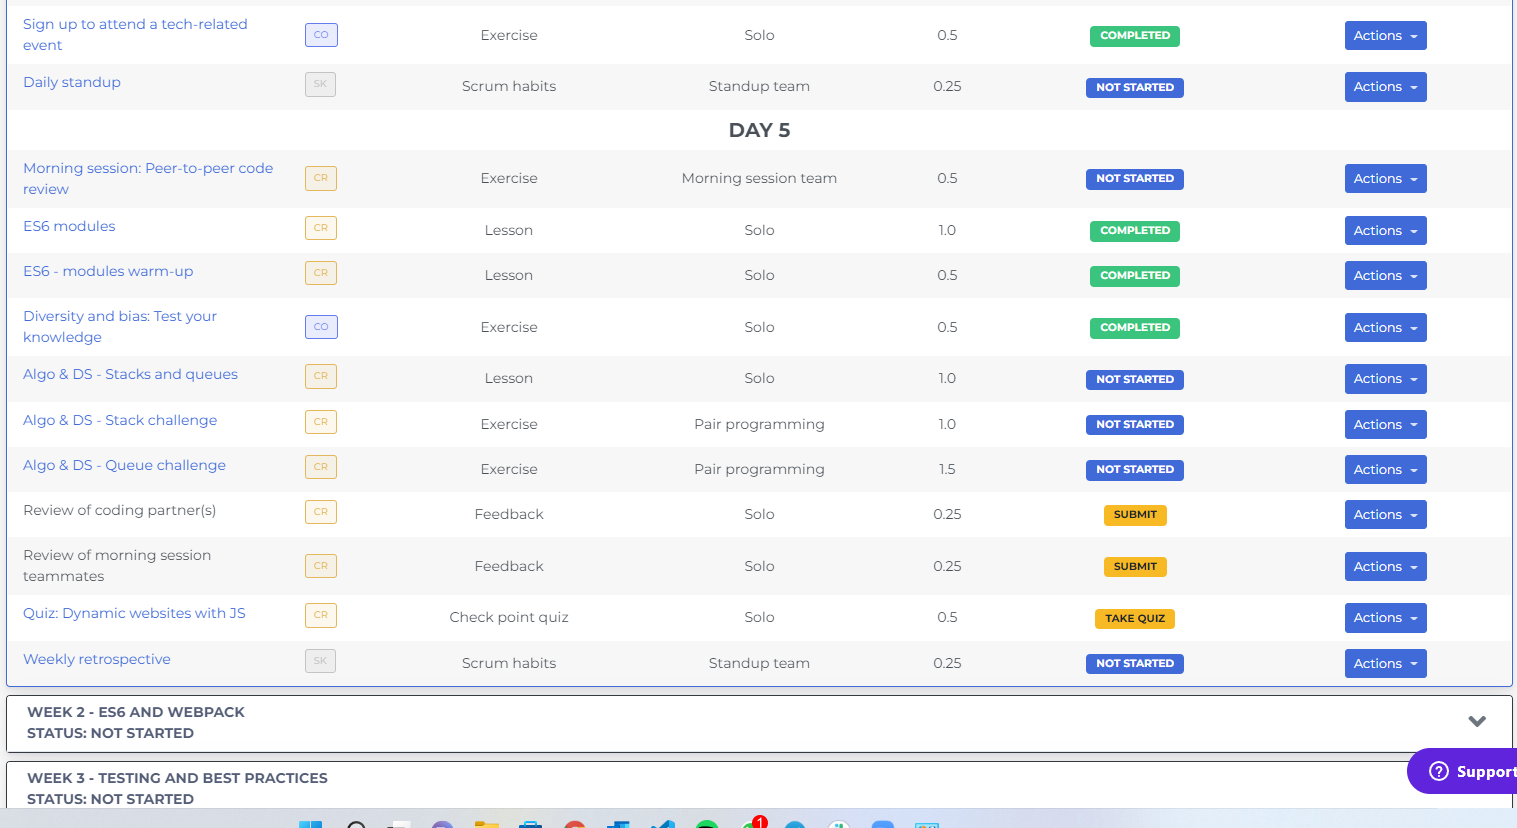 Sign up to attend a tech-related
event
CO
Exercise
Solo
0.5
COMPLETED
Actions
Daily standup
SK
Scrum habits
Standup team
0.25
NOT STARTED
Actions
DAY 5
Morning session: Peer-to-peer code
review
CR
Exercise
Morning session team
0.5
NOT STARTED
Actions
ES6 modules
CR
Lesson
Solo
1.0
COMPLETED
Actions
ES6 - modules warm-up
CR
Lesson
Solo
0.5
COMPLETED
Actions
Diversity and bias: Test your
knowledge
CO
Exercise
Solo
0.5
COMPLETED
Actions
Algo & DS - Stacks and queues
CR
Lesson
Solo
1.0
NOT STARTED
Actions
Algo & DS - Stack challenge
CR
Exercise
Pair programming
1.0
NOT STARTED
Actions
Algo & DS - Queue challenge
CR
Exercise
Pair programming
1.5
NOT STARTED
Actions
Review of coding partner(s)
CR
Feedback
Solo
0.25
SUBMIT
Actions
Review of morning session
teammates
CR
Feedback
Solo
0.25
SUBMIT
Actions
Quiz: Dynamic websites with JS
CR
Check point quiz
Solo
0.5
TAKE QUIZ
Actions
Weekly retrospective
SK
Scrum habits
Standup team
0.25
NOT STARTED
Actions
WEEK 2 - ES6 AND WEBPACK
STATUS: NOT STARTED
WEEK 3 - TESTING AND BEST PRACTICES
STATUS: NOT STARTED
Support
1